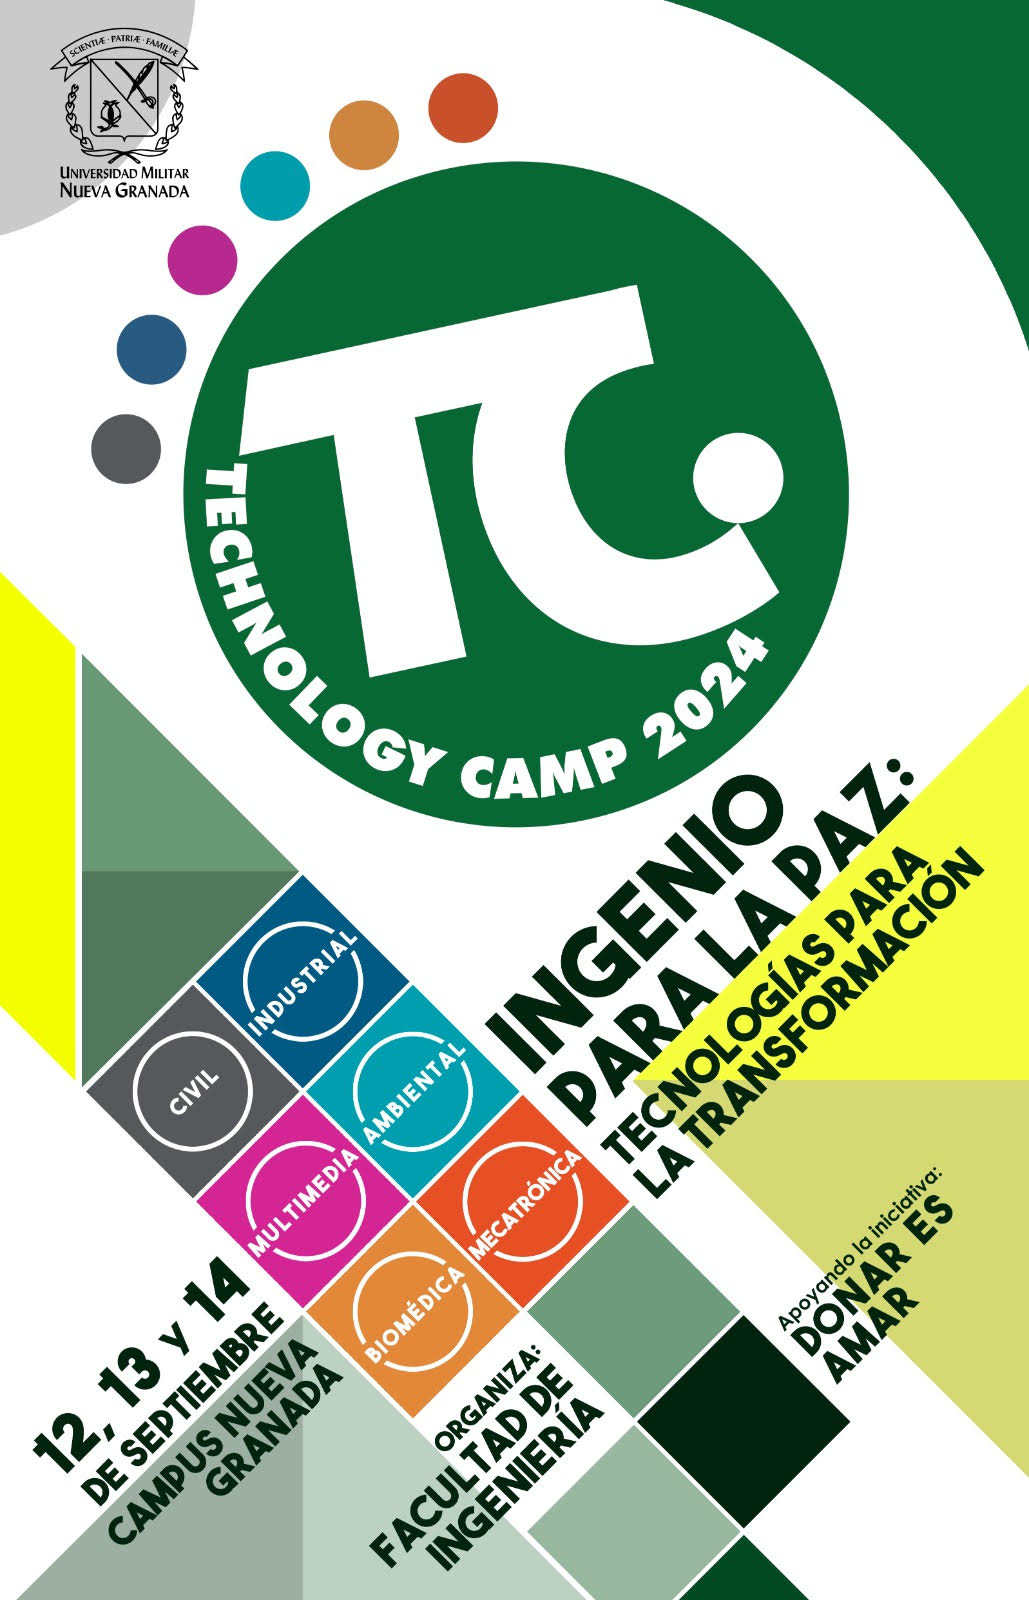 SCIENTIÆ · PATRIÆ · FAMILIÆ
UNIVERSIDAD MILITAR
NUEVA GRANADA
TC.
TECHNOLOGY CAMP 2024
INGENIO
PARA LA PAZ:
TECNOLOGÍAS PARA
LA TRANSFORMACIÓN
INDUSTRIAL
CIVIL
AMBIENTAL
MULTIMEDIA
MECATRÓNICA
BIOMÉDICA
12, 13 y 14
DE SEPTIEMBRE
CAMPUS NUEVA
GRANADA
ORGANIZA:
FACULTAD DE
INGENIERÍA
Apoyando la iniciativa:
DONAR ES
AMAR